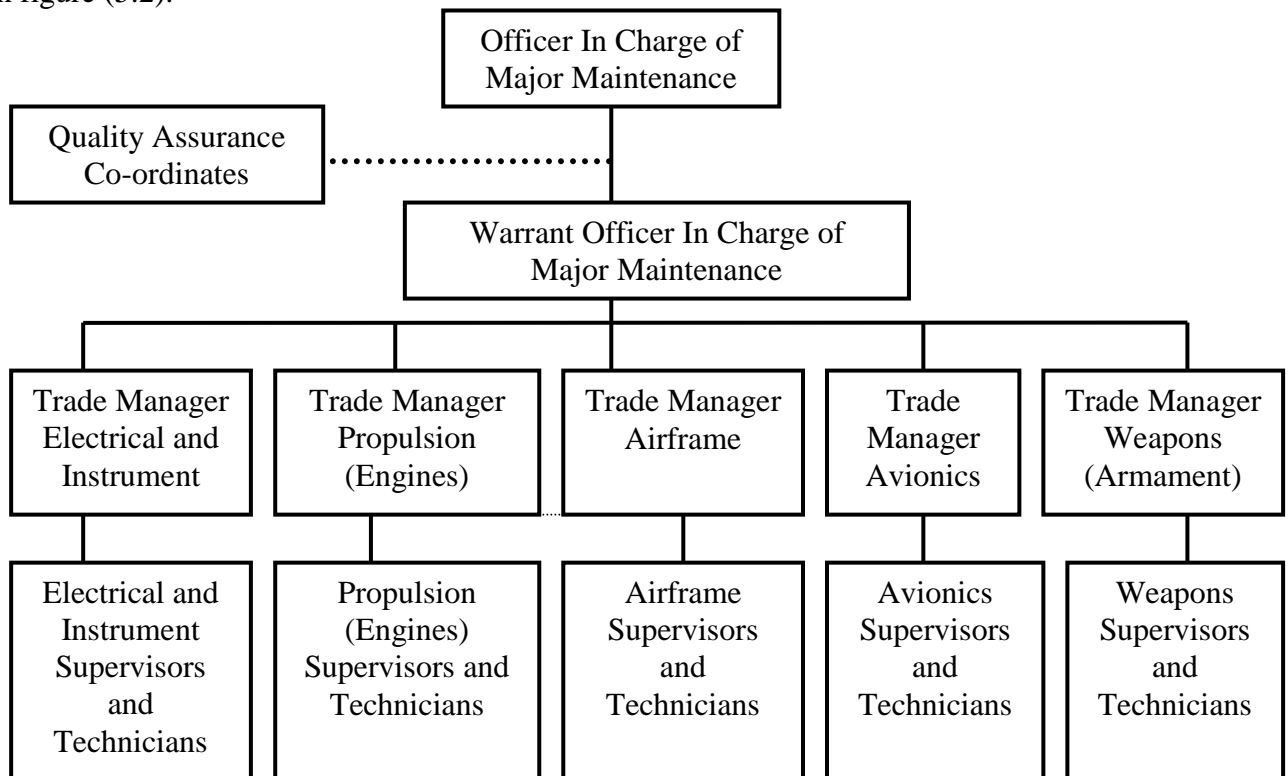 figure (3.2).
Officer In Charge of
Major Maintenance
Quality Assurance
Co-ordinates
Warrant Officer In Charge of
Major Maintenance
Trade Manager
Electrical and
Instrument
Trade Manager
Propulsion
(Engines)
Trade Manager
Airframe
Trade
Manager
Avionics
Trade Manager
Weapons
(Armament)
Electrical and
Instrument
Supervisors
and
Technicians
Propulsion
(Engines)
Supervisors and
Technicians
Airframe
Supervisors
and
Technicians
Avionics
Supervisors
and
Technicians
Weapons
Supervisors
and
Technicians